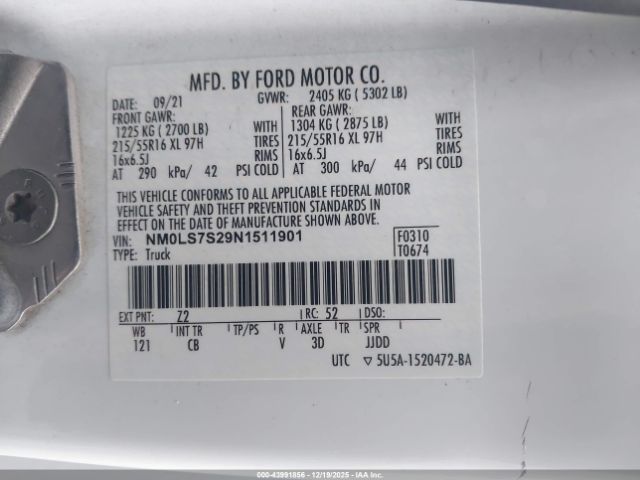 MFD. BY FORD MOTOR CO.
DATE: 09/21 GVWR: 2405 KG ( 5302 LB)
FRONT GAWR: REAR GAWR:
1225 KG ( 2700 LB) WITH 1304 KG ( 2875 LB) WITH
215/55R16 XL 97H TIRES 215/55R16 XL 97H TIRES
16x6.5J RIMS 16x6.5J RIMS
AT 290 kPa/ 42 PSI COLD AT 300 kPa/ 44 PSI COLD
THIS VEHICLE CONFORMS TO ALL APPLICABLE FEDERAL MOTOR
VEHICLE SAFETY AND THEFT PREVENTION STANDARDS IN
EFFECT ON THE DATE OF MANUFACTURE SHOWN ABOVE.
VIN: NM0LS7S29N1511901 F0310
TYPE: Truck T0674
EXT PNT: Z2 RC: 52 DSO:
WB INT TR TP/PS R AXLE TR SPR
121 CB V 3D JJDD
UTC ▽5U5A-1520472-BA
© COPY - 43991856 - 12/19/2025 - IAA